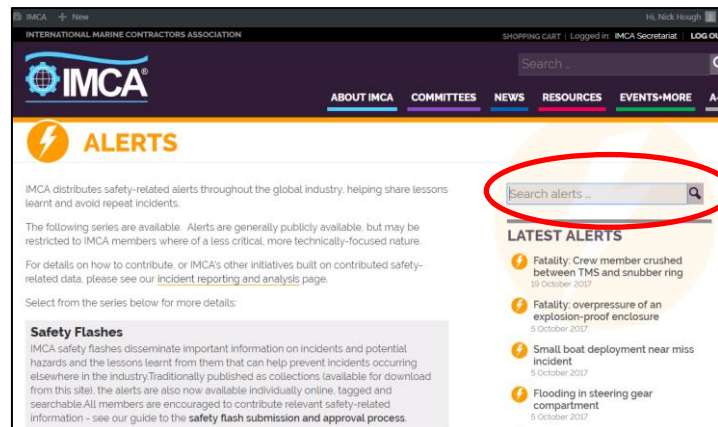 IMCA + New
Hi, Nick Hough
INTERNATIONAL MARINE CONTRACTORS ASSOCIATION
SHOPPING CART | Logged in: IMCA Secretariat | LOG OU
IMCA®
Search ...
ABOUT IMCA COMMITTEES NEWS RESOURCES EVENTS+MORE A-
ALERTS
IMCA distributes safety-related alerts throughout the global industry, helping share lessons
learnt and avoid repeat incidents.
The following series are available. Alerts are generally publicly available, but may be
restricted to IMCA members where of a less critical, more technically-focused nature.
For details on how to contribute, or IMCA's other initiatives built on contributed safety-
related data, please see our incident reporting and analysis page.
Select from the series below for more details:
Safety Flashes
IMCA safety flashes disseminate important information on incidents and potential
hazards and the lessons learnt from them that can help prevent incidents occurring
elsewhere in the industry.Traditionally published as collections (available for download
from this site), the alerts are also now available individually online, tagged and
searchable.All members are encouraged to contribute relevant safety-related
information - see our guide to the safety flash submission and approval process.
Search alerts ...
LATEST ALERTS
Fatality: Crew member crushed
between TMS and snubber ring
19 October 2017
Fatality: overpressure of an
explosion-proof enclosure
5 October 2017
Small boat deployment near miss
incident
5 October 2017
Flooding in steering gear
compartment
5 October 2017